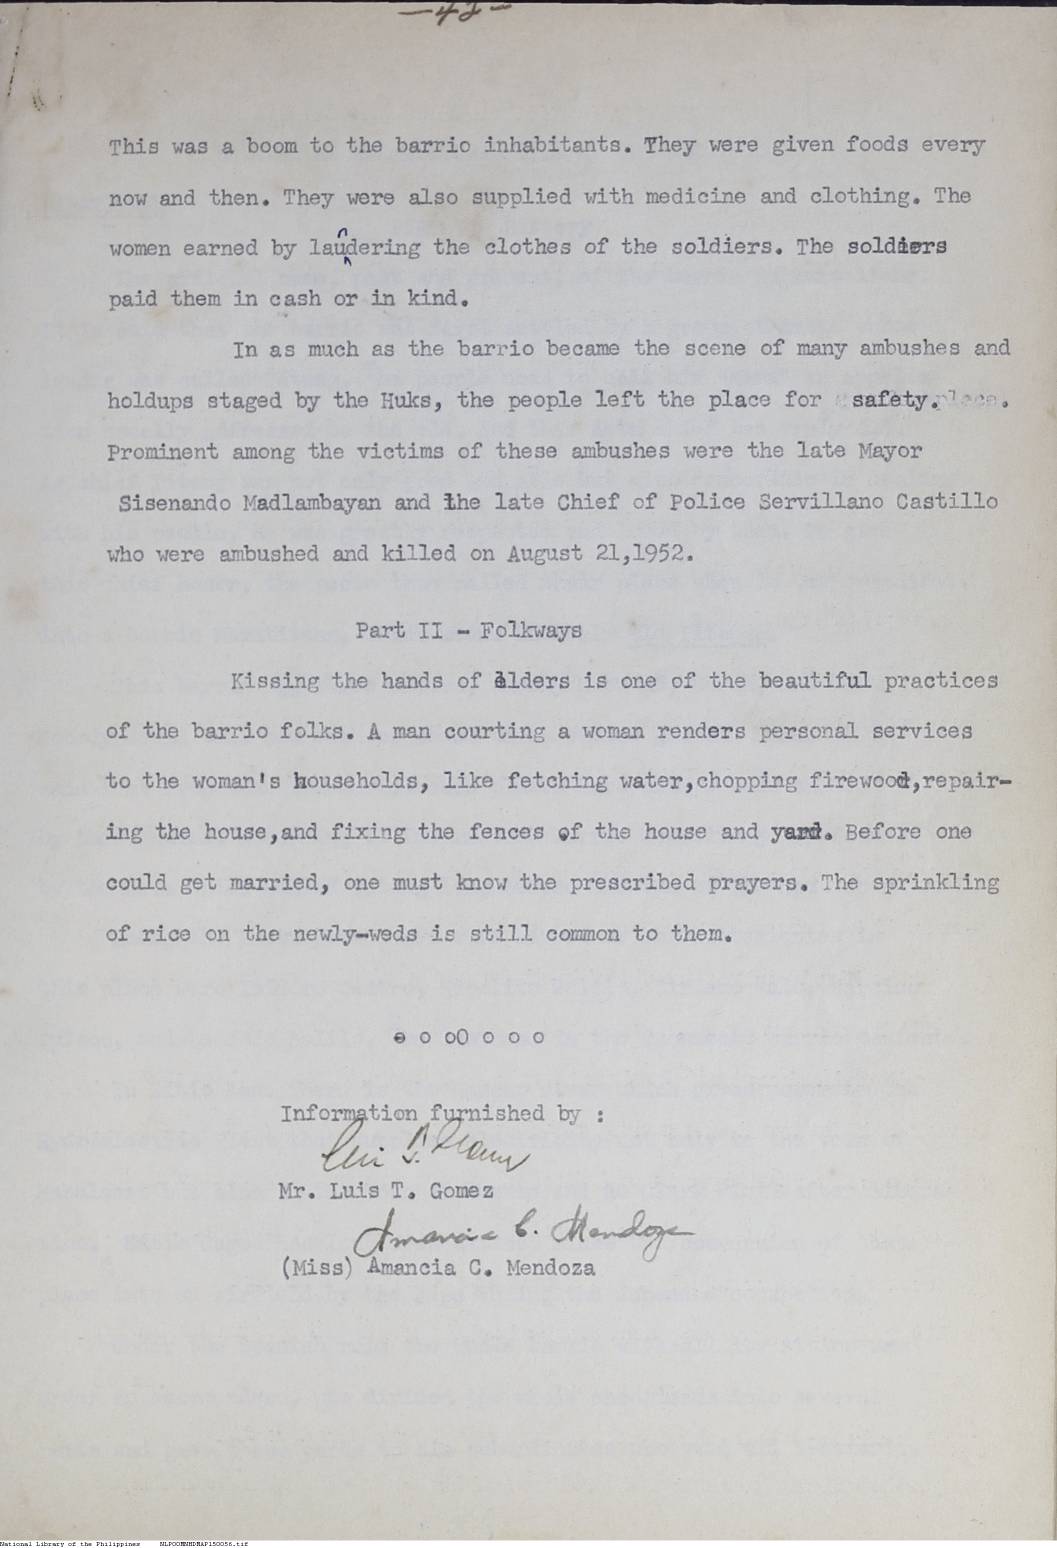 -42-
This was a boom to the barrio inhabitants. They were given foods every
now and then. They were also supplied with medicine and clothing. The
women earned by laundering the clothes of the soldiers. The soldiers
paid them in cash or in kind.
In as much as the barrio became the scene of many ambushes and
holdups staged by the Huks, the people left the place for safety.
Prominent among the victims of these ambushes were the late Mayor
Sisenando Madlambayan and the late Chief of Police Servillano Castillo
who were ambushed and killed on August 21,1952.
Part II - Folkways
Kissing the hands of elders is one of the beautiful practices
of the barrio folks. A man courting a woman renders personal services
to the woman's households, like fetching water,chopping firewood,repair-
ing the house,and fixing the fences of the house and yard. Before one
could get married, one must know the prescribed prayers. The sprinkling
of rice on the newly-weds is still common to them.
o o oO o o o
Information furnished by :
Mr. Luis T. Gomez
Amancia C. Mendoza
(Miss) Amancia C. Mendoza
National Library of the Philippines NLPOOMNHDBAP150056.tif